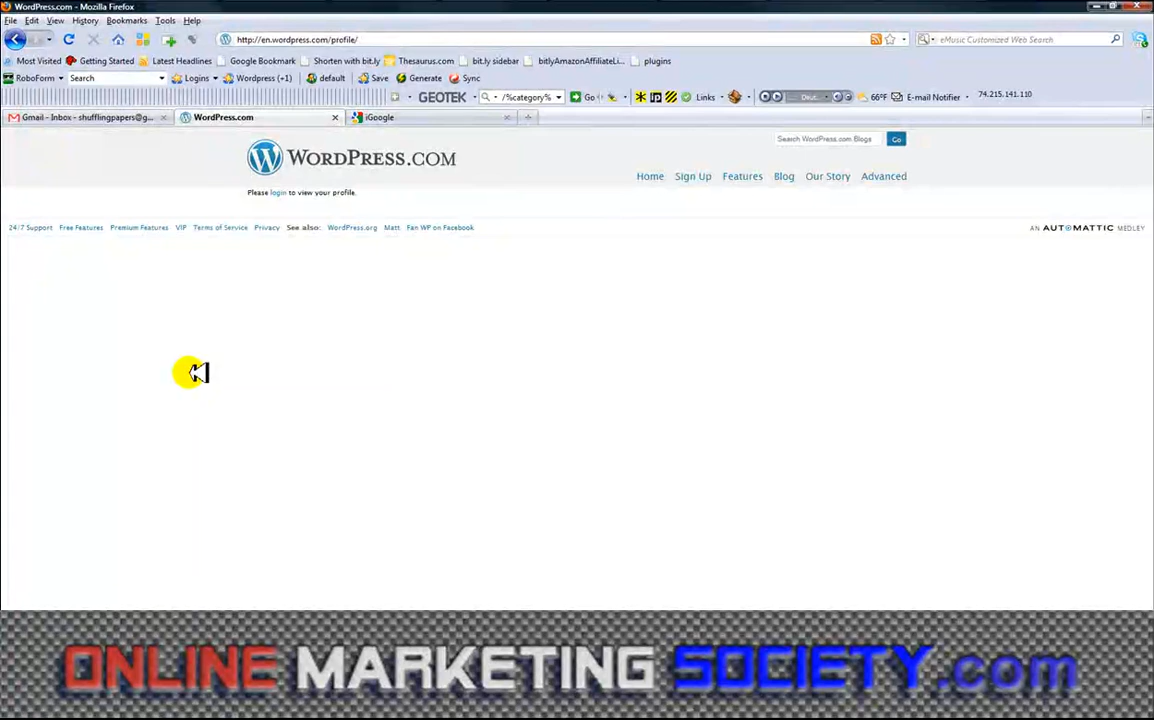 WordPress.com - Mozilla Firefox
File Edit View History Bookmarks Tools Help
http://en.wordpress.com/profile/ eMusic Customized Web Search
Most Visited Getting Started Latest Headlines Google Bookmark Shorten with bit.ly Thesaurus.com bit.ly sidebar bitlyAmazonAffiliateLi... plugins
RoboForm Search Logins Wordpress (+1) default Save Generate Sync
GEOTEK /%category% Go Links 66°F E-mail Notifier 74.215.141.110
Gmail - Inbox - shufflingpapers@g... WordPress.com iGoogle
WORDPRESS.COM
Search WordPress.com Blogs Go
Home Sign Up Features Blog Our Story Advanced
Please login to view your profile.
24/7 Support Free Features Premium Features VIP Terms of Service Privacy See also: WordPress.org Matt Fan WP on Facebook AN AUTOMATTIC MEDLEY
ONLINE MARKETING SOCIETY.com